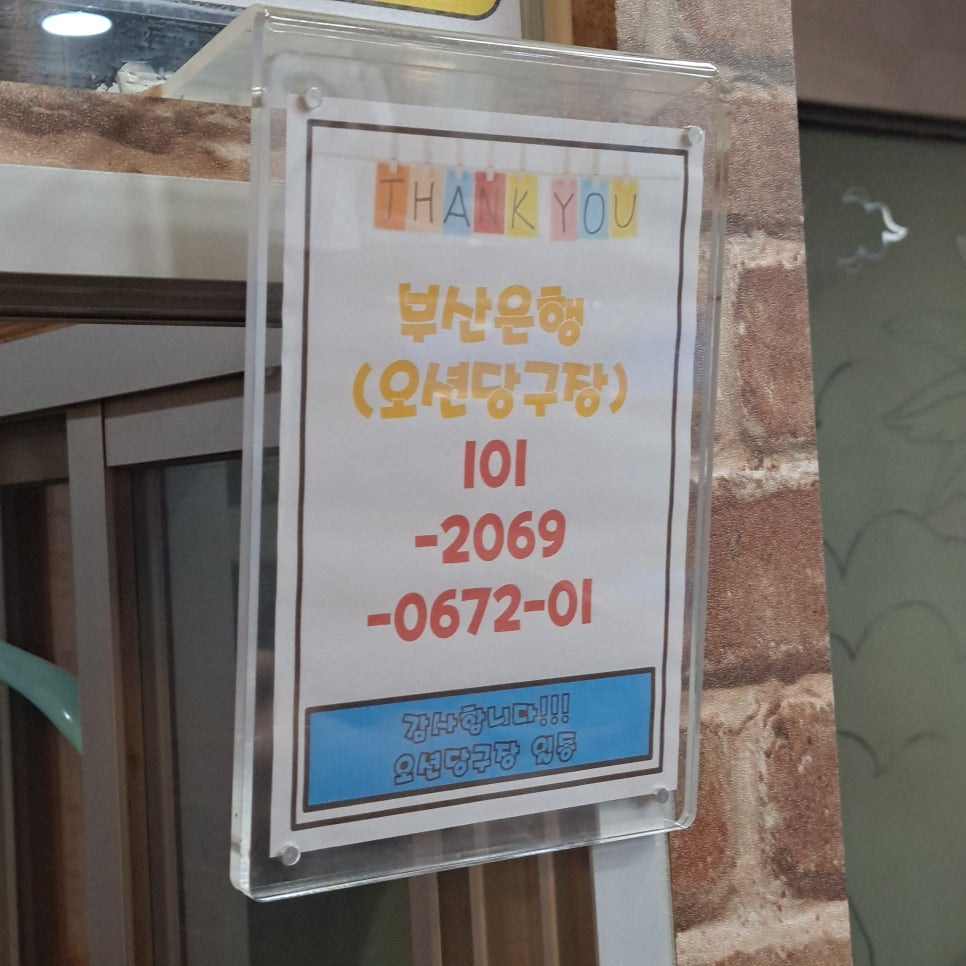 THANK YOU
부산은행
(오션당구장)
101
-2069
-0672-01
감사합니다!!!
오션당구장 일동